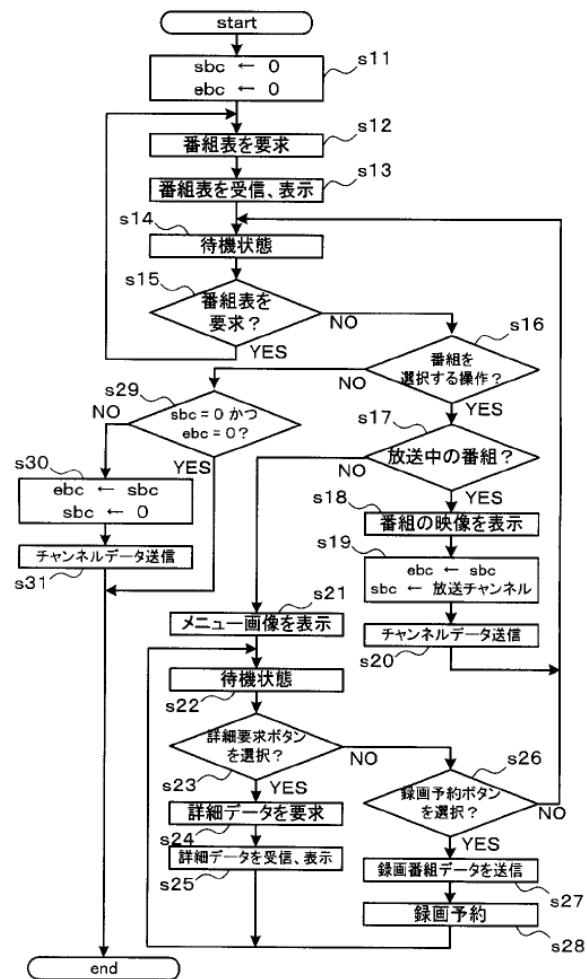 start
s11
sbc ← 0
ebc ← 0
s12
番組表を要求
s13
番組表を受信、表示
s14
待機状態
s15
番組表を
要求?
NO
YES
s16
番組を
選択する操作?
NO
YES
s29
sbc = 0 かつ
ebc = 0?
NO
YES
s17
放送中の番組?
NO
YES
s30
ebc ← sbc
sbc ← 0
s18
番組の映像を表示
s19
ebc ← sbc
sbc ← 放送チャンネル
チャンネルデータ送信
s31
s21
メニュー画像を表示
チャンネルデータ送信
s20
待機状態
s22
詳細要求ボタン
を選択?
s23
NO
YES
s26
録画予約ボタン
を選択?
NO
YES
詳細データを要求
s24
詳細データを受信、表示
s25
録画番組データを送信
s27
録画予約
s28
end